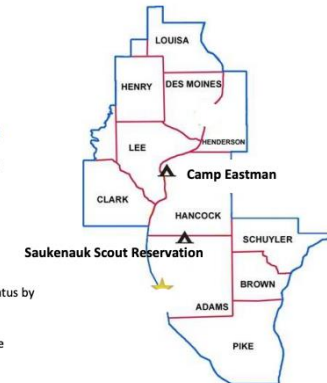 LOUISA
HENRY
DES MOINES
HENDERSON
LEE
Camp Eastman
CLARK
HANCOCK
SCHUYLER
Saukenauk Scout Reservation
BROWN
ADAMS
PIKE